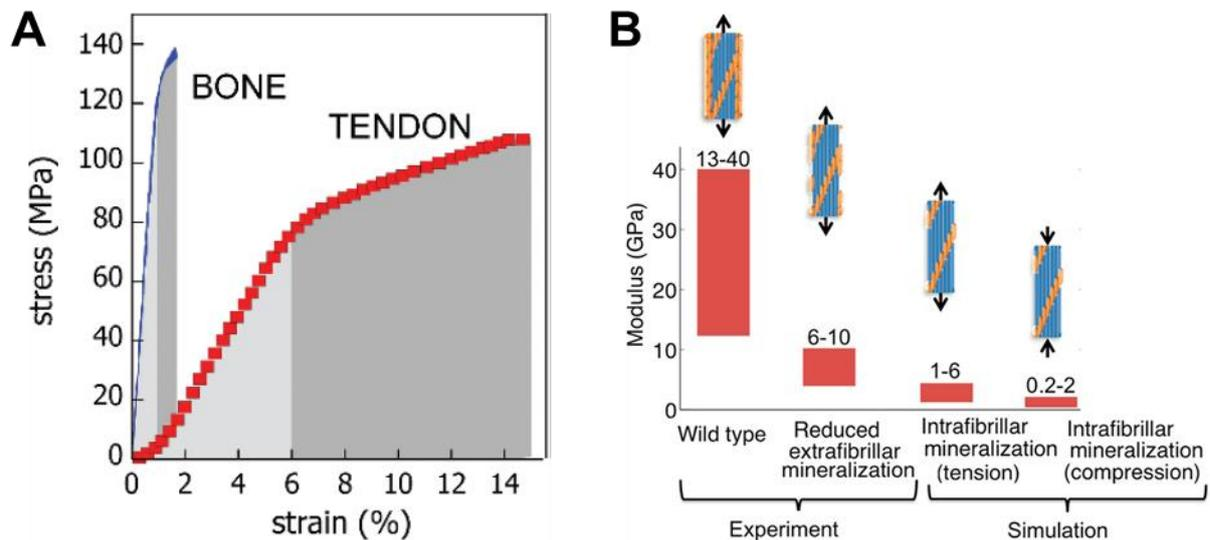 A
140
120
100
80
60
40
20
0
stress (MPa)
BONE
TENDON
0 2 4 6 8 10 12 14
strain (%)
B
40
30
20
10
0
Modulus (GPa)
13-40
6-10
1-6
0.2-2
Wild type
Reduced
extrafibrillar
mineralization
Intrafibrillar
mineralization
(tension)
Intrafibrillar
mineralization
(compression)
Experiment
Simulation